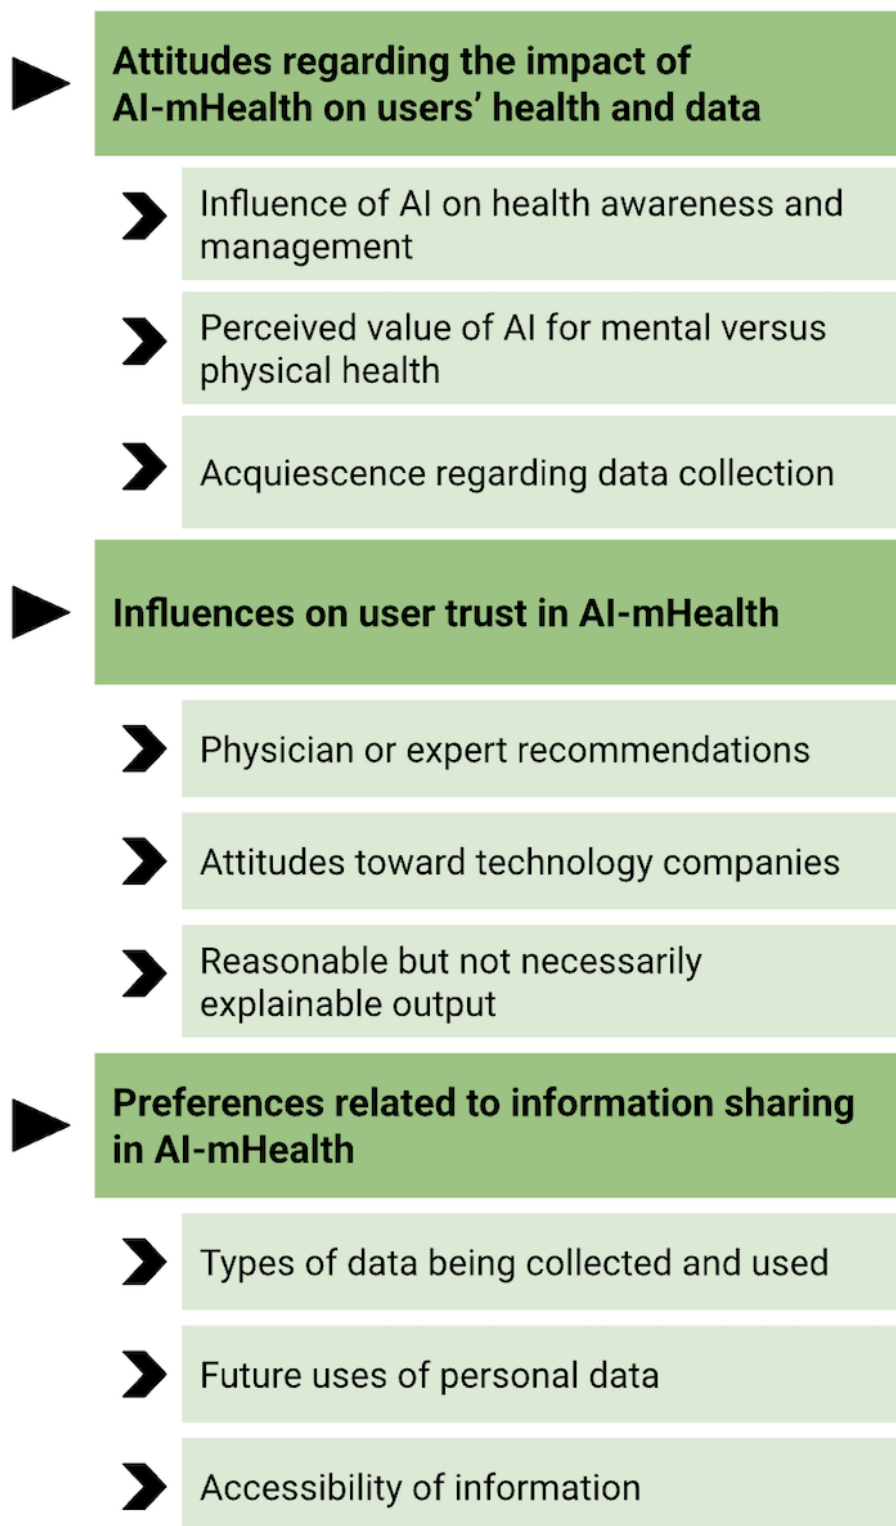 Attitudes regarding the impact of
AI-mHealth on users’ health and data
Influence of AI on health awareness and
management
Perceived value of AI for mental versus
physical health
Acquiescence regarding data collection
Influences on user trust in AI-mHealth
Physician or expert recommendations
Attitudes toward technology companies
Reasonable but not necessarily
explainable output
Preferences related to information sharing
in AI-mHealth
Types of data being collected and used
Future uses of personal data
Accessibility of information